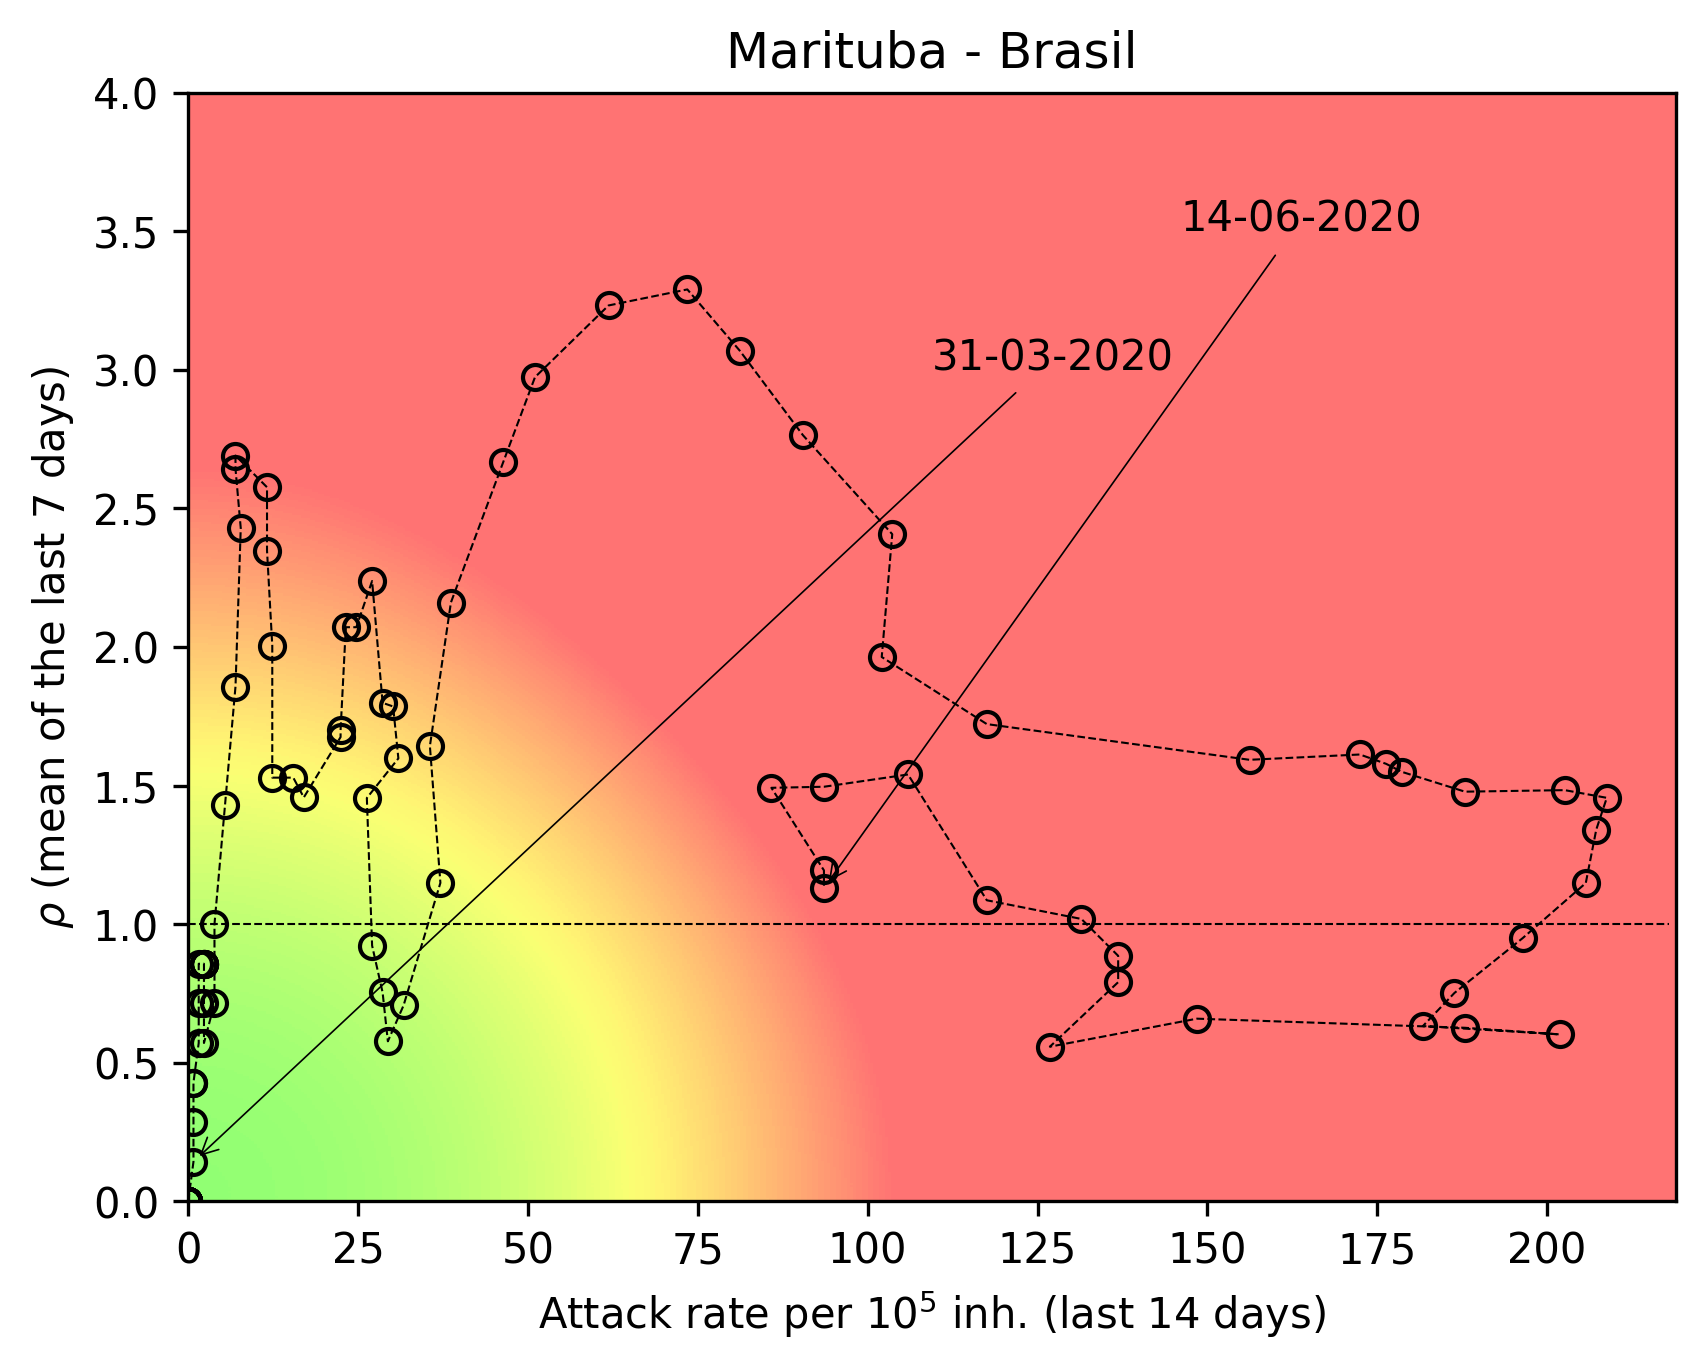 Marituba - Brasil
4.0
3.5
3.0
2.5
2.0
1.5
1.0
0.5
0.0
14-06-2020
31-03-2020
ρ (mean of the last 7 days)
0 25 50 75 100 125 150 175 200
Attack rate per 10⁵ inh. (last 14 days)